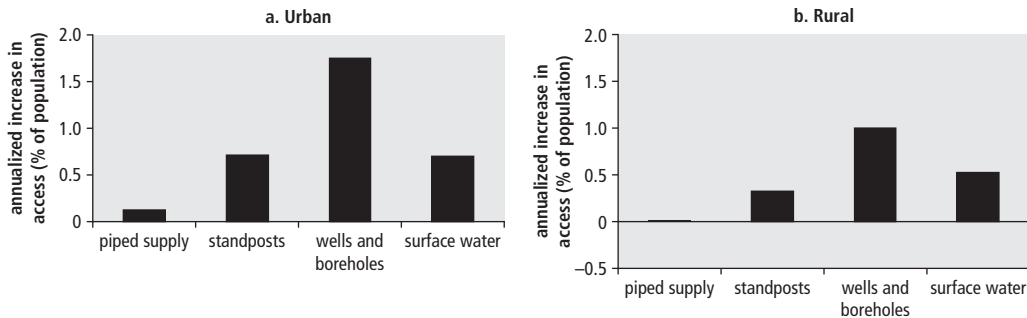 a. Urban
annualized increase in
access (% of population)
2.0
1.5
1.0
0.5
0
piped supply
standposts
wells and
boreholes
surface water
b. Rural
annualized increase in
access (% of population)
2.0
1.5
1.0
0.5
0
–0.5
piped supply
standposts
wells and
boreholes
surface water